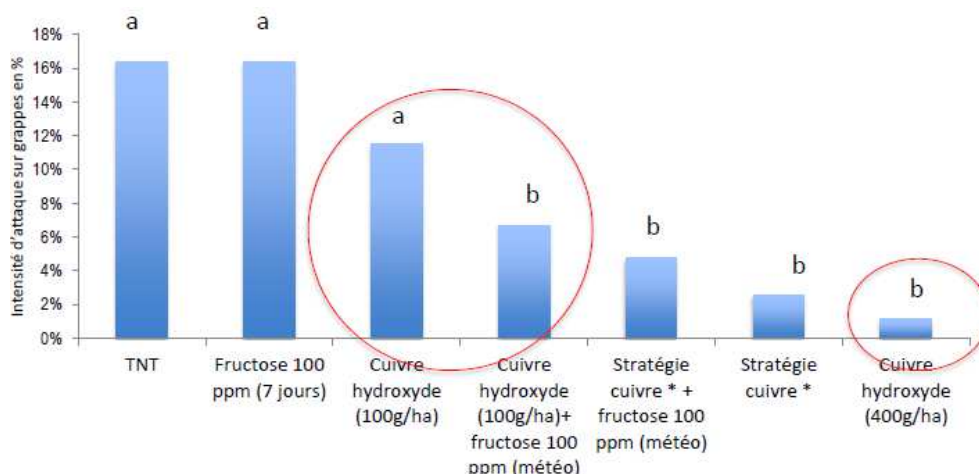 Intensité d'attaque sur grappes en %
18%
16%
14%
12%
10%
8%
6%
4%
2%
0%
a
a
a
b
b
b
b
TNT
Fructose 100
ppm (7 jours)
Cuivre
hydroxyde
(100g/ha)
Cuivre
hydroxyde
(100g/ha)+
fructose 100
ppm (météo)
Stratégie
cuivre * +
fructose 100
ppm (météo)
Stratégie
cuivre *
Cuivre
hydroxyde
(400g/ha)